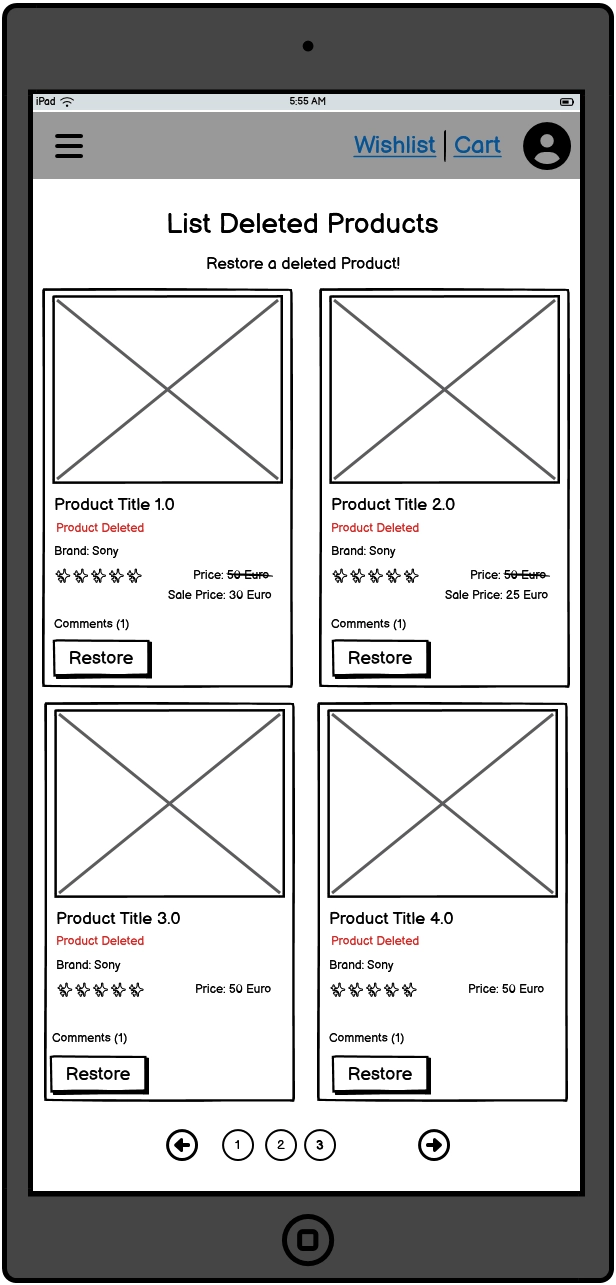 iPad 5:55 AM
Wishlist | Cart
List Deleted Products
Restore a deleted Product!
Product Title 1.0
Product Deleted
Brand: Sony
Price: 50 Euro
Sale Price: 30 Euro
Comments (1)
Restore
Product Title 2.0
Product Deleted
Brand: Sony
Price: 50 Euro
Sale Price: 25 Euro
Comments (1)
Restore
Product Title 3.0
Product Deleted
Brand: Sony
Price: 50 Euro
Comments (1)
Restore
Product Title 4.0
Product Deleted
Brand: Sony
Price: 50 Euro
Comments (1)
Restore
1 2 3